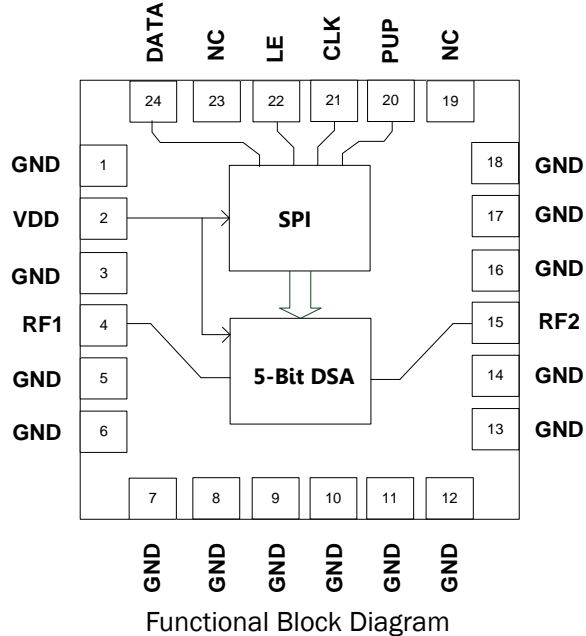 DATA NC LE CLK PUP NC
24 23 22 21 20 19
GND 1 18 GND
VDD 2 SPI 17 GND
GND 3 16 GND
RF1 4 15 RF2
GND 5 5-Bit DSA 14 GND
GND 6 13 GND
7 8 9 10 11 12
GND GND GND GND GND GND
Functional Block Diagram